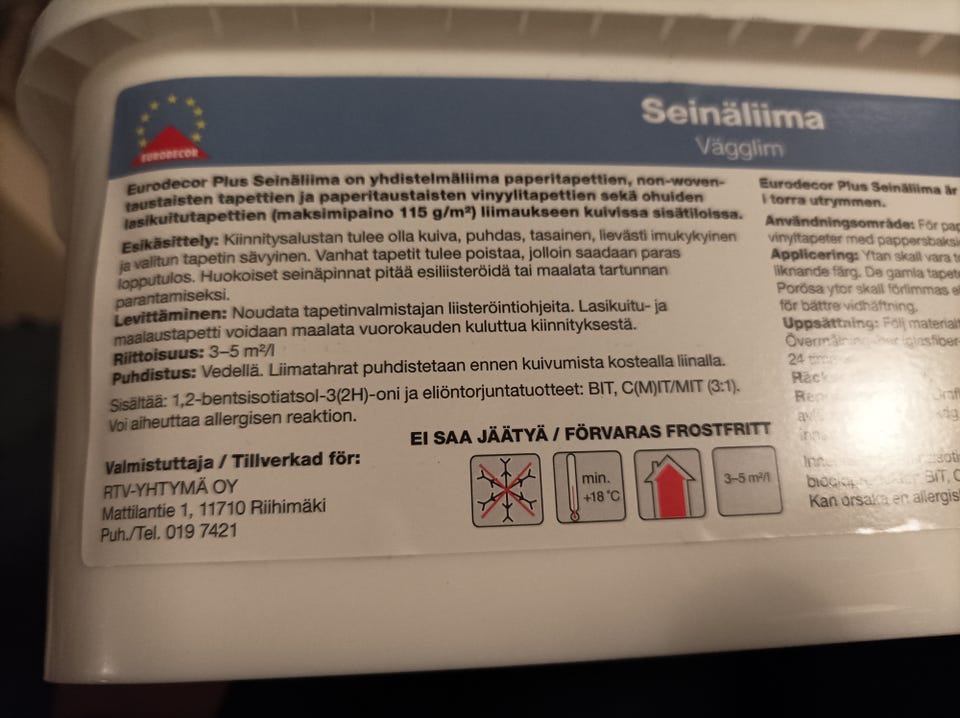 EURODECOR
Seinäliima
Vägglim
Eurodecor Plus Seinäliima on yhdistelmäliima paperitapettien, non-woven-
taustaisten tapettien ja paperitaustaisten vinyylitapettien sekä ohuiden
lasikuitutapettien (maksimipaino 115 g/m²) liimaukseen kuivissa sisätiloissa.
Esikäsittely: Kiinnitysalustan tulee olla kuiva, puhdas, tasainen, lievästi imukykyinen
ja valitun tapetin sävyinen. Vanhat tapetit tulee poistaa, jolloin saadaan paras
lopputulos. Huokoiset seinäpinnat pitää esiliisteröidä tai maalata tartunnan
parantamiseksi.
Levittäminen: Noudata tapetinvalmistajan liisteröintiohjeita. Lasikuitu- ja
maalaustapetti voidaan maalata vuorokauden kuluttua kiinnityksestä.
Riittoisuus: 3–5 m²/l
Puhdistus: Vedellä. Liimatahrat puhdistetaan ennen kuivumista kostealla liinalla.
Sisältää: 1,2-bentsisotiatsol-3(2H)-oni ja eliöntorjuntatuotteet: BIT, C(M)IT/MIT (3:1).
Voi aiheuttaa allergisen reaktion.
EI SAA JÄÄTYÄ / FÖRVARAS FROSTFRITT
Valmistuttaja / Tillverkad för:
RTV-YHTYMÄ OY
Mattilantie 1, 11710 Riihimäki
Puh./Tel. 019 7421
min.
+18 °C
3–5 m²/l
Eurodecor Plus Seinäliima är
i torra utrymmen.
Användningsområde: För
vinyltapeter med
Applicering: Ytan skall vara
liknande färg. De gamla
Porösa ytor skall förlimmas
för bättre vidhäftning.
Uppsättning: Följ
24
BIT,
Kan orsaka en